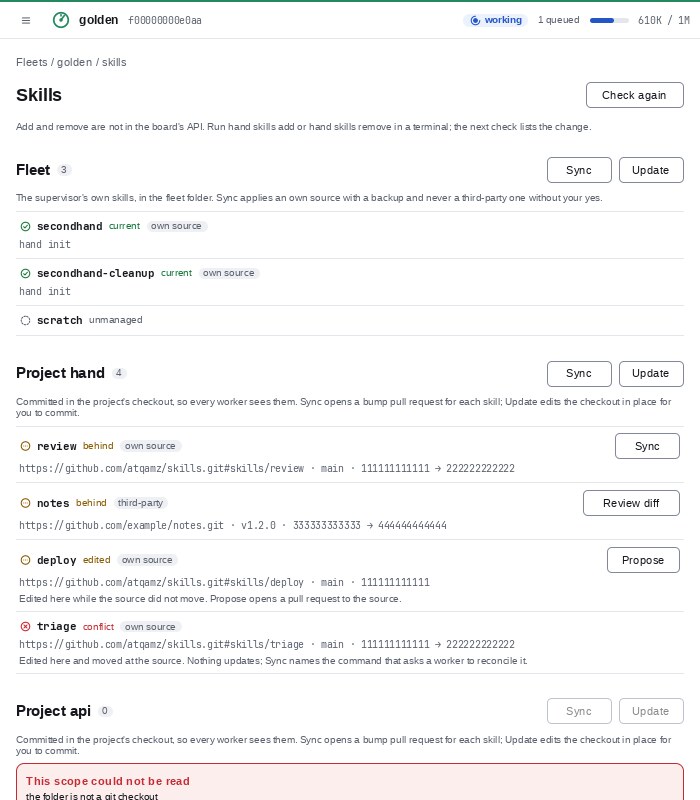 golden f00000000e0aa working 1 queued 610K / 1M
Fleets / golden / skills
Skills Check again
Add and remove are not in the board's API. Run hand skills add or hand skills remove in a terminal; the next check lists the change.
Fleet 3 Sync Update
The supervisor's own skills, in the fleet folder. Sync applies an own source with a backup and never a third-party one without your yes.
secondhand current own source
hand init
secondhand-cleanup current own source
hand init
scratch unmanaged
Project hand 4 Sync Update
Committed in the project's checkout, so every worker sees them. Sync opens a bump pull request for each skill; Update edits the checkout in place for
you to commit.
review behind own source Sync
https://github.com/atqamz/skills.git#skills/review · main · 111111111111 → 222222222222
notes behind third-party Review diff
https://github.com/example/notes.git · v1.2.0 · 333333333333 → 444444444444
deploy edited own source Propose
https://github.com/atqamz/skills.git#skills/deploy · main · 111111111111
Edited here while the source did not move. Propose opens a pull request to the source.
triage conflict own source
https://github.com/atqamz/skills.git#skills/triage · main · 111111111111 → 222222222222
Edited here and moved at the source. Nothing updates; Sync names the command that asks a worker to reconcile it.
Project api 0 Sync Update
Committed in the project's checkout, so every worker sees them. Sync opens a bump pull request for each skill; Update edits the checkout in place for
you to commit.
This scope could not be read
the folder is not a git checkout